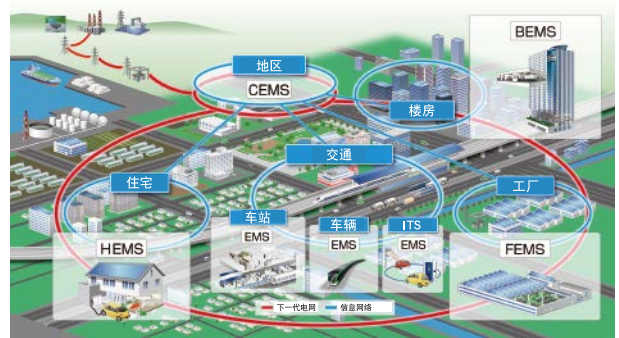 BEMS
地区
CEMS
楼房
交通
住宅
工厂
车站
车辆
ITS
EMS
EMS
EMS
HEMS
FEMS
下一代电网
信息网络